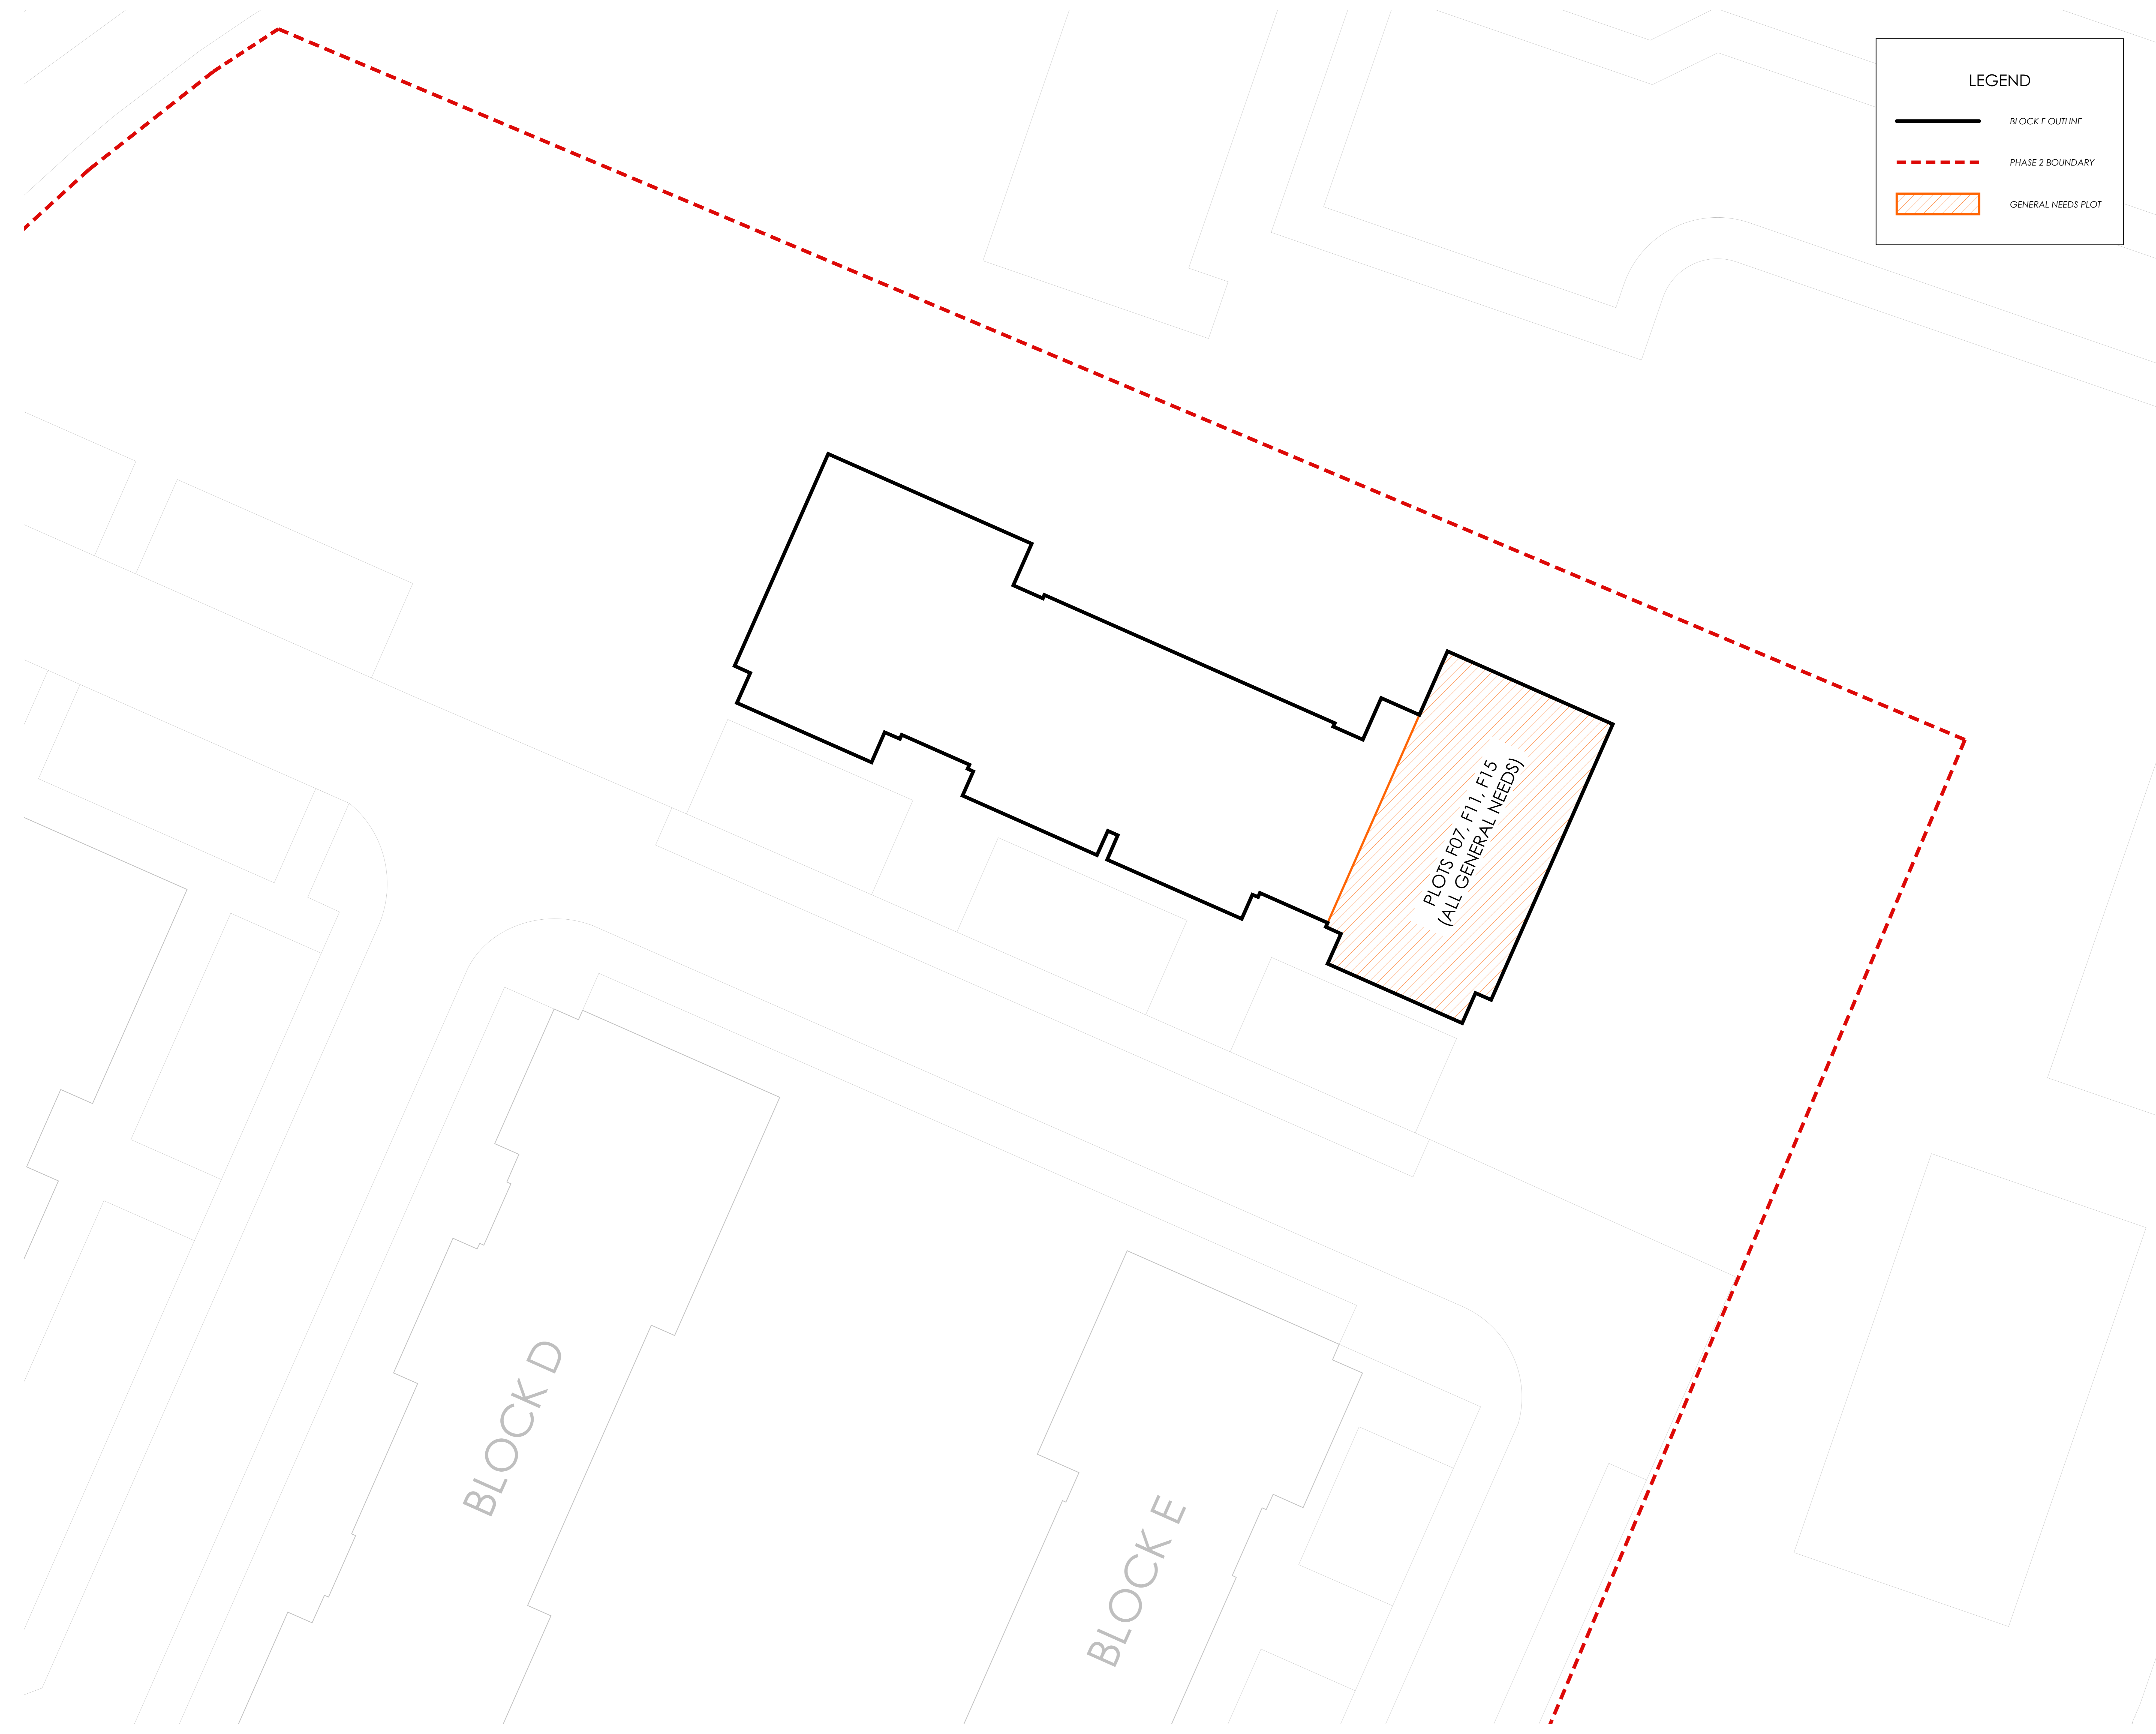 LEGEND
BLOCK F OUTLINE
PHASE 2 BOUNDARY
GENERAL NEEDS PLOT
PLOTS F07, F11, F15
(ALL GENERAL NEEDS)
BLOCK D
BLOCK E